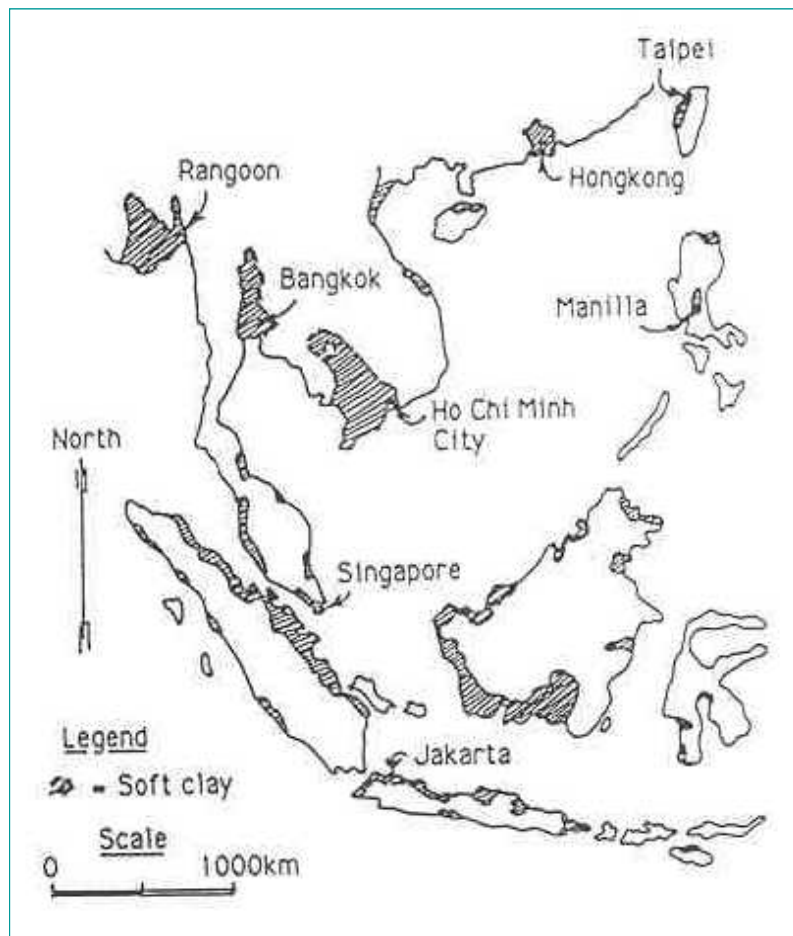 Taipei
Rangoon
Hongkong
Bangkok
Manilla
Ho Chi Minh
City
North
Singapore
Legend
= Soft clay
Jakarta
Scale
0 1000km